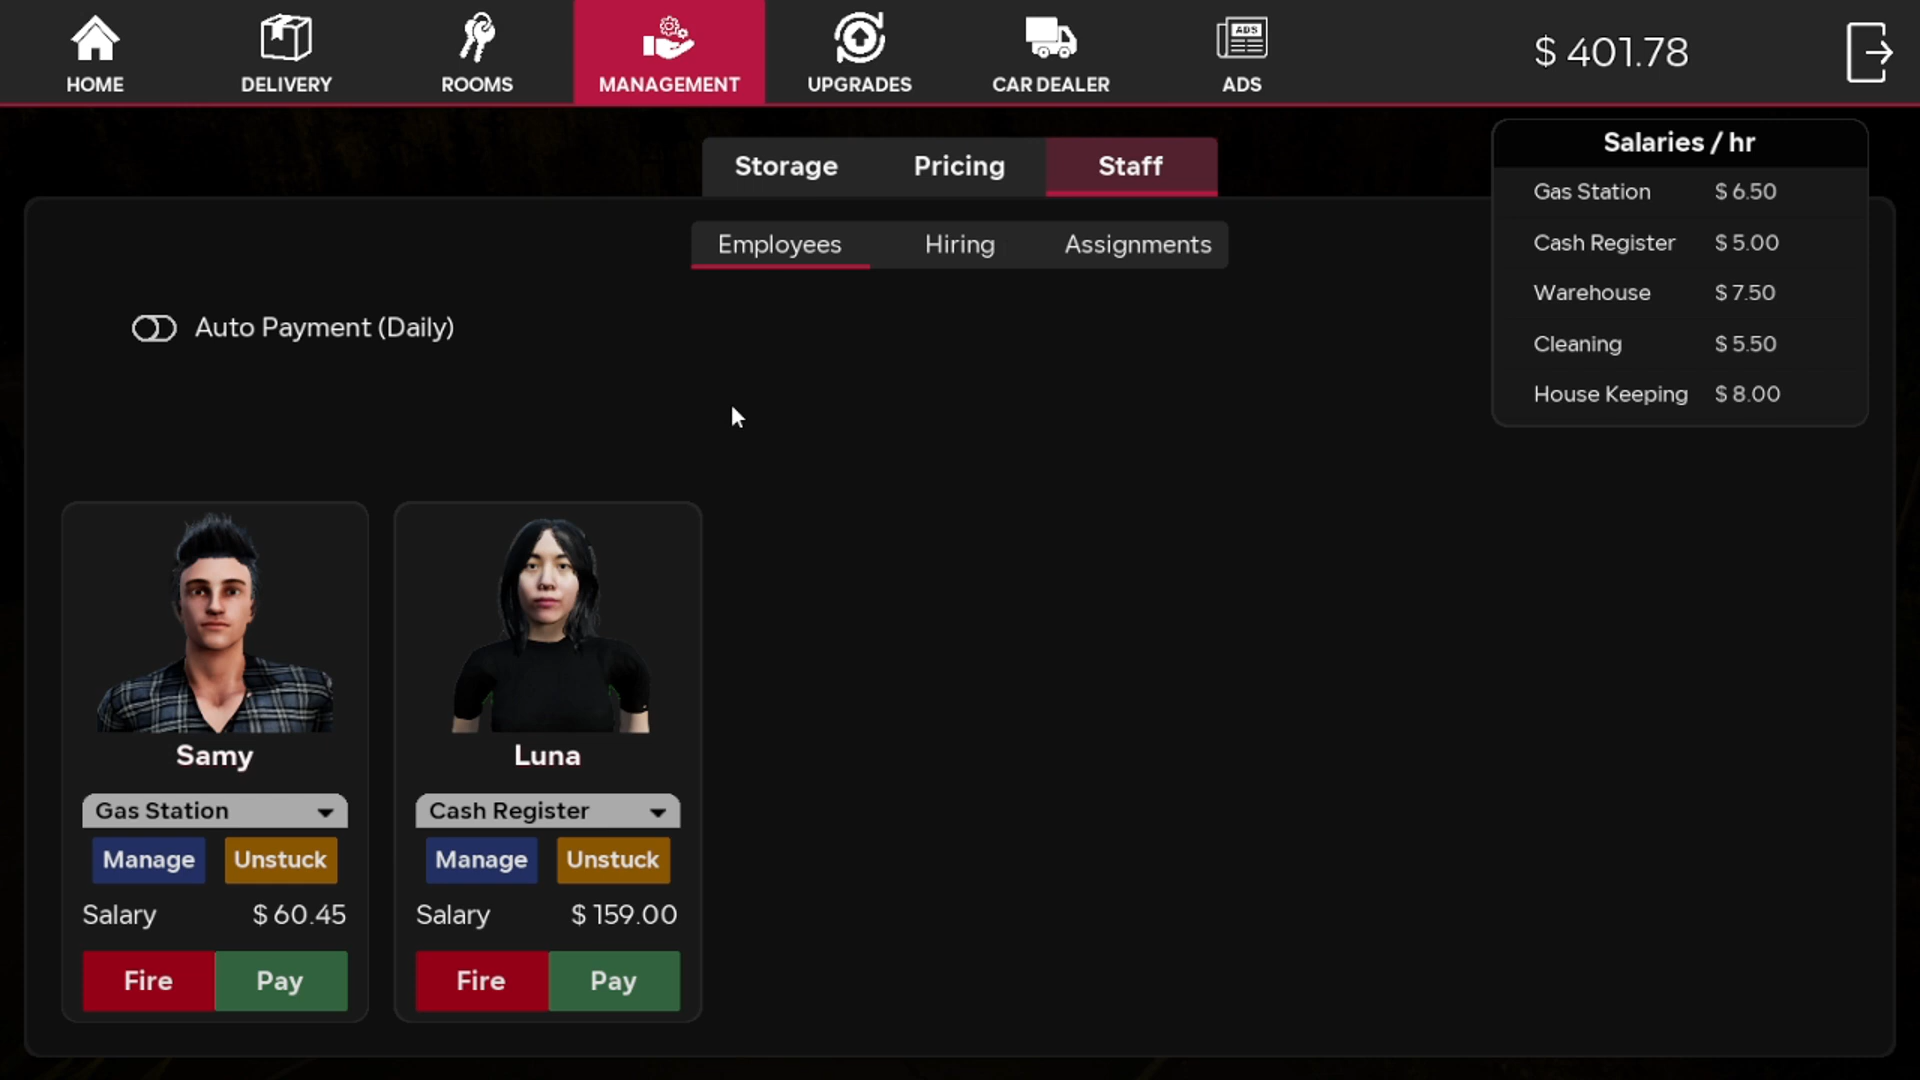 HOME
DELIVERY
ROOMS
MANAGEMENT
UPGRADES
CAR DEALER
ADS
ADS
$ 401.78
Storage
Pricing
Staff
Employees
Hiring
Assignments
Auto Payment (Daily)
Salaries / hr
Gas Station $ 6.50
Cash Register $ 5.00
Warehouse $ 7.50
Cleaning $ 5.50
House Keeping $ 8.00
Samy
Gas Station
Manage Unstuck
Salary $ 60.45
Fire Pay
Luna
Cash Register
Manage Unstuck
Salary $ 159.00
Fire Pay